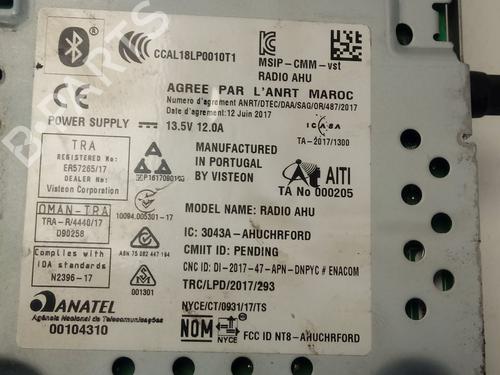 CCAL18LP0010T1
MSIP-CMM-vst
RADIO AHU
AGREE PAR L'ANRT MAROC
Numero d'agrement ANRT/DTEC/DAA/SAG/OR/487/2017
Date d'agrement: 12 Juin 2017
CE
POWER SUPPLY
13.5V 12.0A
ICASA
TA-2017/1300
TRA
REGISTERED No:
ER57265/17
DEALER No:
Visteon Corporation
MANUFACTURED
IN PORTUGAL
BY VISTEON
AITI
TA No 000205
10094.005301-17
OMAN-TRA
TRA-R/4440/17
D90258
MODEL NAME: RADIO AHU
IC: 3043A-AHUCHRFORD
CMIIT ID: PENDING
ABN 75 082 447 194
Complies with
IDA standards
N2396-17
CNC ID: DI-2017-47-APN-DNPYC # ENACOM
TRC/LPD/2017/293
001301
ANATEL
Agência Nacional de Telecomunicações
00104310
NYCE/CT/0931/17/TS
NOM
NYCE
FCC ID NT8-AHUCHRFORD